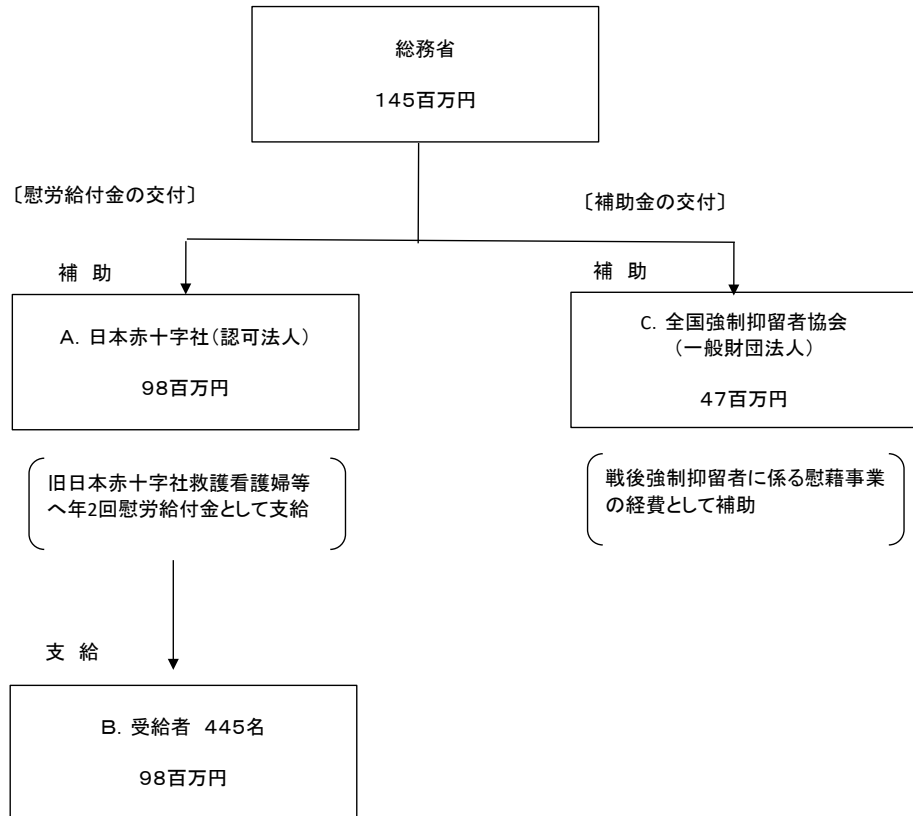 総務省
145百万円
〔慰労給付金の交付〕
〔補助金の交付〕
補 助
補 助
A. 日本赤十字社(認可法人)
98百万円
C. 全国強制抑留者協会
(一般財団法人)
47百万円
旧日本赤十字社救護看護婦等
へ年2回慰労給付金として支給
戦後強制抑留者に係る慰藉事業
の経費として補助
支 給
B. 受給者 445名
98百万円